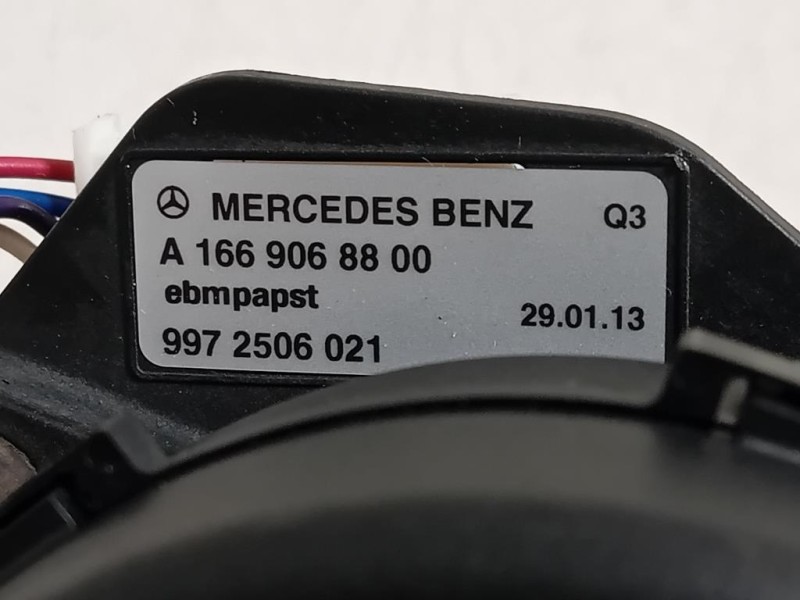 MERCEDES BENZ Q3
A 166 906 88 00
ebmpapst 29.01.13
997 2506 021